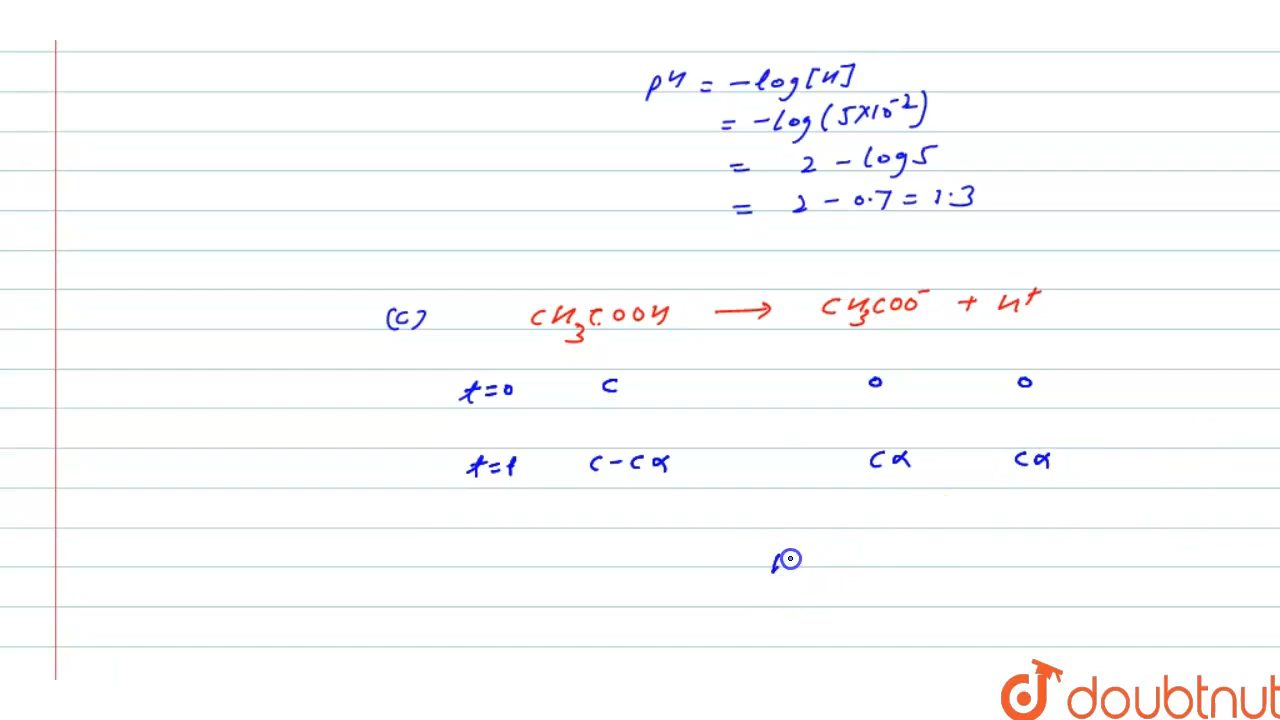 pH = -log[H]
= -log(5×10⁻²)
= 2 - log5
= 2 - 0.7 = 1.3
(c) CH₃COOH ⟶ CH₃COO⁻ + H⁺
t=0 c 0 0
t=t c-cα cα cα
doubtnut